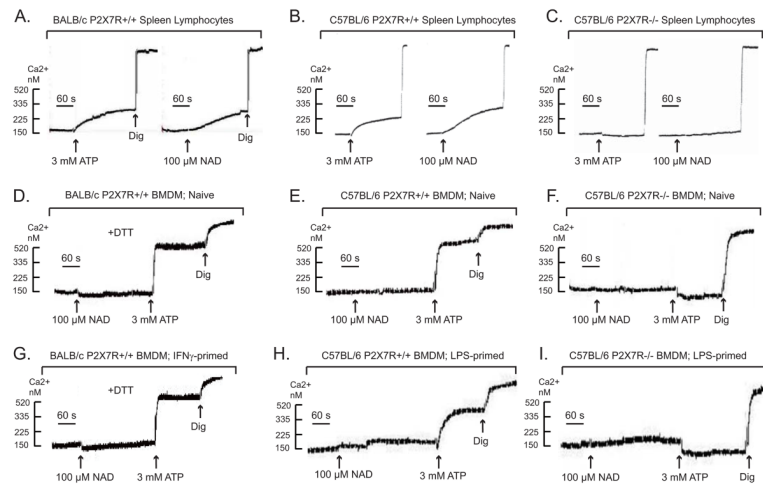 A. BALB/c P2X7R+/+ Spleen Lymphocytes
Ca2+
nM
520
335
225
150
60 s
60 s
Dig
Dig
3 mM ATP
100 µM NAD
B. C57BL/6 P2X7R+/+ Spleen Lymphocytes
60 s
60 s
3 mM ATP
100 µM NAD
C. C57BL/6 P2X7R-/- Spleen Lymphocytes
Ca2+
nM
520
335
225
150
60 s
60 s
3 mM ATP
100 µM NAD
D. BALB/c P2X7R+/+ BMDM; Naive
+DTT
Ca2+
nM
520
335
225
150
60 s
Dig
100 µM NAD
3 mM ATP
E. C57BL/6 P2X7R+/+ BMDM; Naive
60 s
Dig
100 µM NAD
3 mM ATP
F. C57BL/6 P2X7R-/- BMDM; Naive
Ca2+
nM
520
335
225
150
60 s
100 µM NAD
3 mM ATP
Dig
G. BALB/c P2X7R+/+ BMDM; IFNγ-primed
+DTT
Ca2+
nM
520
335
225
150
60 s
Dig
100 µM NAD
3 mM ATP
H. C57BL/6 P2X7R+/+ BMDM; LPS-primed
Ca2+
nM
520
335
225
150
60 s
Dig
100 µM NAD
3 mM ATP
I. C57BL/6 P2X7R-/- BMDM; LPS-primed
Ca2+
nM
520
335
225
150
60 s
100 µM NAD
3 mM ATP
Dig